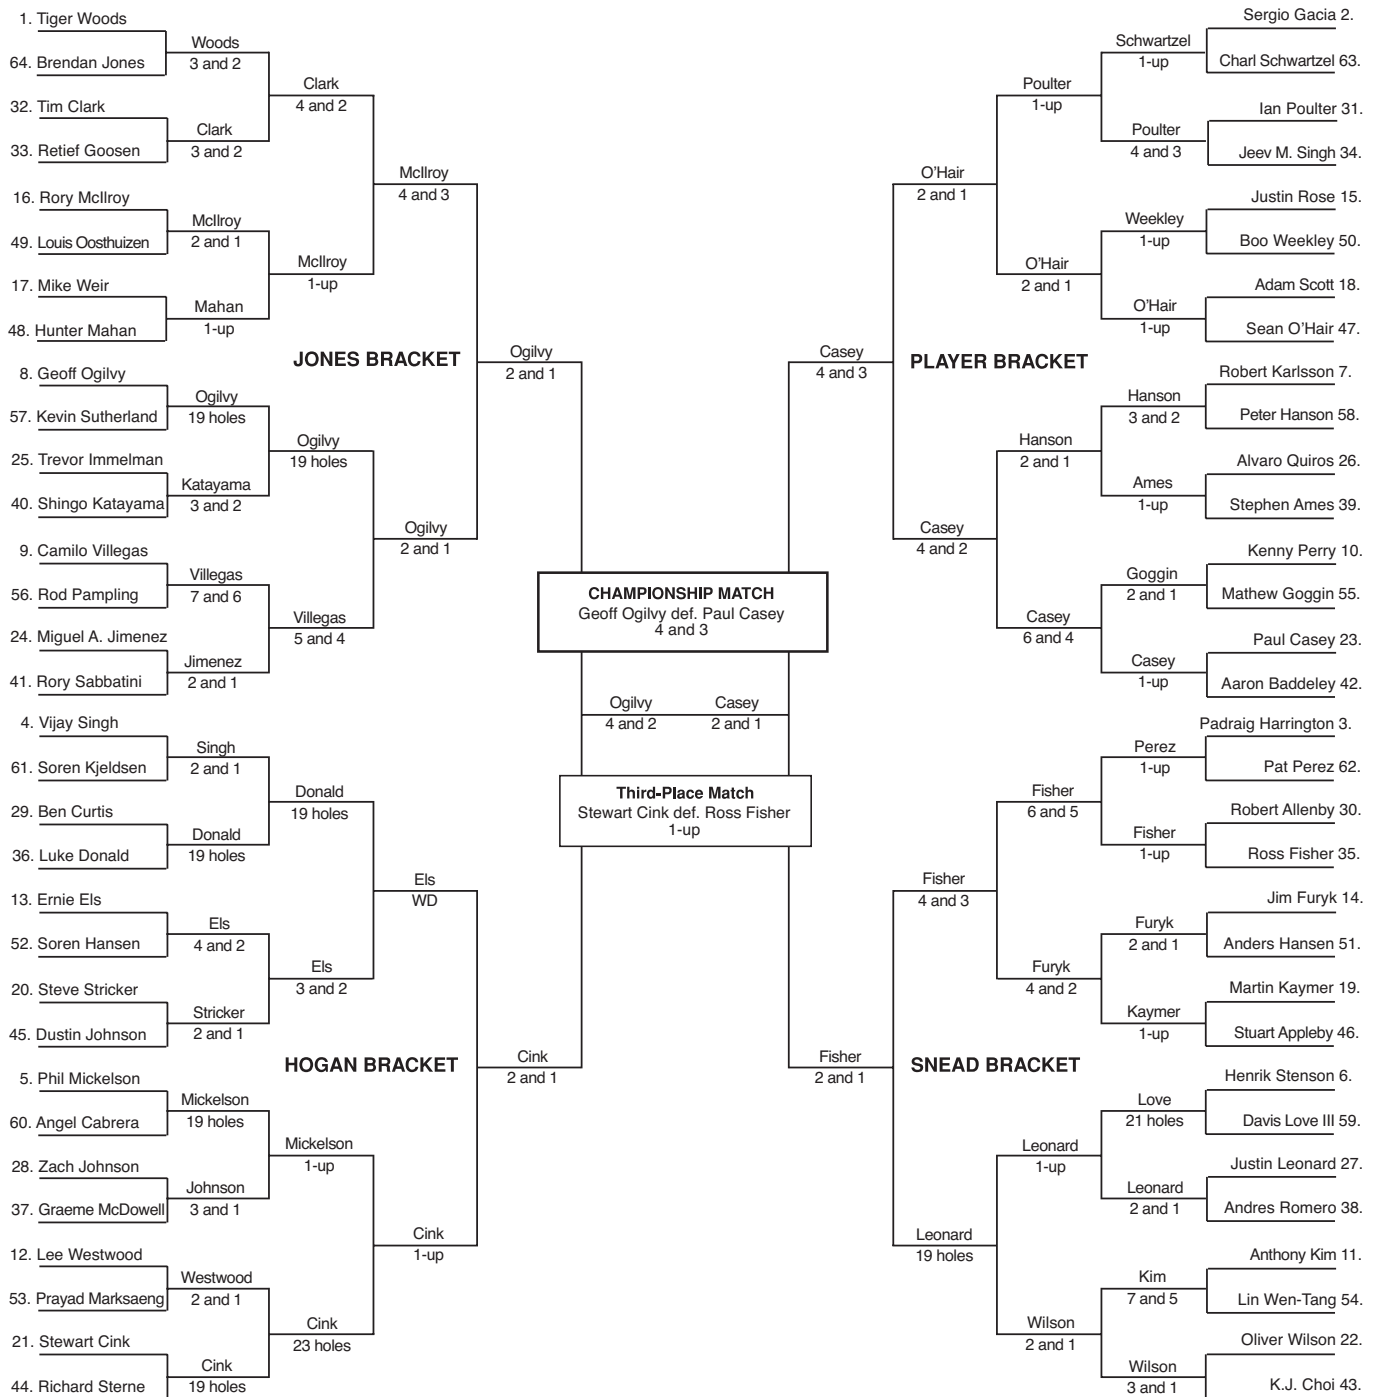 1. Tiger Woods
64. Brendan Jones
32. Tim Clark
33. Retief Goosen
16. Rory McIlroy
49. Louis Oosthuizen
17. Mike Weir
48. Hunter Mahan
8. Geoff Ogilvy
57. Kevin Sutherland
25. Trevor Immelman
40. Shingo Katayama
9. Camilo Villegas
56. Rod Pampling
24. Miguel A. Jimenez
41. Rory Sabbatini
4. Vijay Singh
61. Soren Kjeldsen
29. Ben Curtis
36. Luke Donald
13. Ernie Els
52. Soren Hansen
20. Steve Stricker
45. Dustin Johnson
5. Phil Mickelson
60. Angel Cabrera
28. Zach Johnson
37. Graeme McDowell
12. Lee Westwood
53. Prayad Marksaeng
21. Stewart Cink
44. Richard Sterne
Woods
3 and 2
Clark
3 and 2
McIlroy
2 and 1
Mahan
1-up
Ogilvy
19 holes
Katayama
3 and 2
Villegas
7 and 6
Jimenez
2 and 1
Singh
2 and 1
Donald
19 holes
Els
4 and 2
Stricker
2 and 1
Mickelson
19 holes
Johnson
3 and 1
Westwood
2 and 1
Cink
19 holes
Clark
4 and 2
McIlroy
1-up
Ogilvy
19 holes
Villegas
5 and 4
Donald
19 holes
Els
3 and 2
Mickelson
1-up
Cink
23 holes
McIlroy
4 and 3
Ogilvy
2 and 1
Els
WD
Cink
1-up
JONES BRACKET
HOGAN BRACKET
Ogilvy
2 and 1
Cink
2 and 1
CHAMPIONSHIP MATCH
Geoff Ogilvy def. Paul Casey
4 and 3
Ogilvy
4 and 2
Casey
2 and 1
Third-Place Match
Stewart Cink def. Ross Fisher
1-up
Casey
4 and 3
Fisher
2 and 1
PLAYER BRACKET
SNEAD BRACKET
O'Hair
2 and 1
Casey
4 and 2
Fisher
4 and 3
Leonard
19 holes
Poulter
1-up
O'Hair
2 and 1
Hanson
2 and 1
Casey
6 and 4
Fisher
6 and 5
Furyk
4 and 2
Leonard
1-up
Wilson
2 and 1
Schwartzel
1-up
Poulter
4 and 3
Weekley
1-up
O'Hair
1-up
Hanson
3 and 2
Ames
1-up
Goggin
2 and 1
Casey
1-up
Perez
1-up
Fisher
1-up
Furyk
2 and 1
Kaymer
1-up
Love
21 holes
Leonard
2 and 1
Kim
7 and 5
Wilson
3 and 1
Sergio Gacia 2.
Charl Schwartzel 63.
Ian Poulter 31.
Jeev M. Singh 34.
Justin Rose 15.
Boo Weekley 50.
Adam Scott 18.
Sean O'Hair 47.
Robert Karlsson 7.
Peter Hanson 58.
Alvaro Quiros 26.
Stephen Ames 39.
Kenny Perry 10.
Mathew Goggin 55.
Paul Casey 23.
Aaron Baddeley 42.
Padraig Harrington 3.
Pat Perez 62.
Robert Allenby 30.
Ross Fisher 35.
Jim Furyk 14.
Anders Hansen 51.
Martin Kaymer 19.
Stuart Appleby 46.
Henrik Stenson 6.
Davis Love III 59.
Justin Leonard 27.
Andres Romero 38.
Anthony Kim 11.
Lin Wen-Tang 54.
Oliver Wilson 22.
K.J. Choi 43.